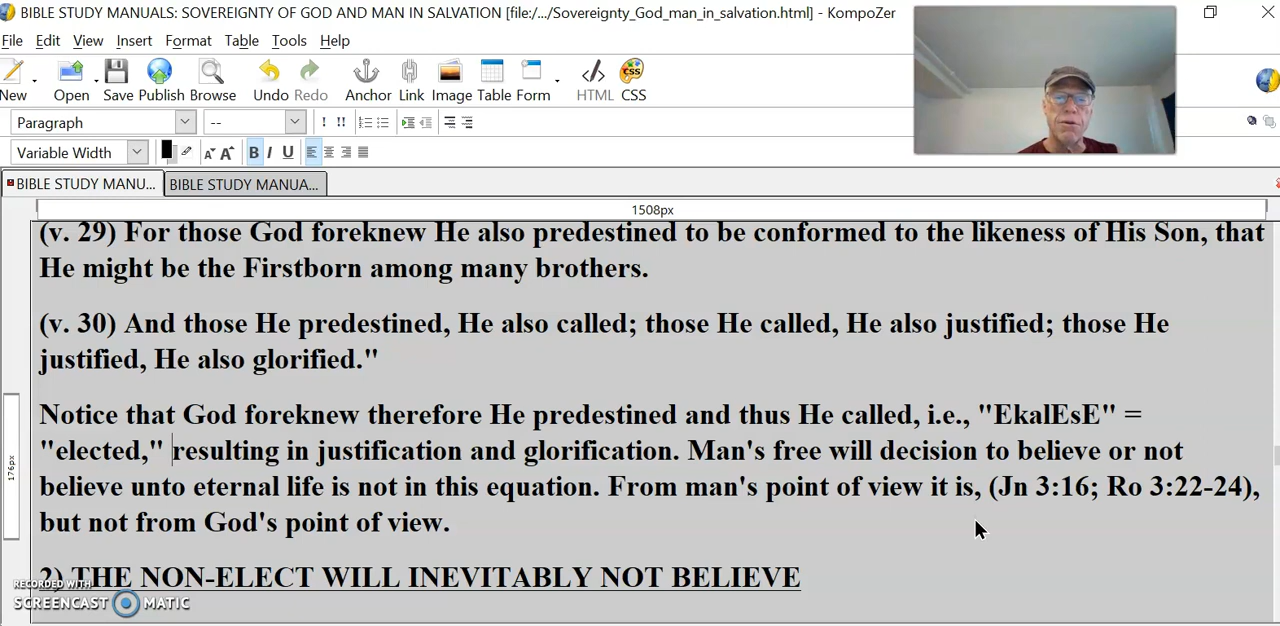 BIBLE STUDY MANUALS: SOVEREIGNTY OF GOD AND MAN IN SALVATION [file:/.../Sovereignty_God_man_in_salvation.html] - KompoZer
File Edit View Insert Format Table Tools Help
New Open Save Publish Browse Undo Redo Anchor Link Image Table Form HTML CSS
Paragraph -- ! !!
Variable Width A A B I U
BIBLE STUDY MANU... BIBLE STUDY MANUA...
1508px
(v. 29) For those God foreknew He also predestined to be conformed to the likeness of His Son, that
He might be the Firstborn among many brothers.
(v. 30) And those He predestined, He also called; those He called, He also justified; those He
justified, He also glorified."
Notice that God foreknew therefore He predestined and thus He called, i.e., "EkalEsE" =
"elected," resulting in justification and glorification. Man's free will decision to believe or not
believe unto eternal life is not in this equation. From man's point of view it is, (Jn 3:16; Ro 3:22-24),
but not from God's point of view.
176px
2) THE NON-ELECT WILL INEVITABLY NOT BELIEVE
RECORDED WITH
SCREENCAST MATIC